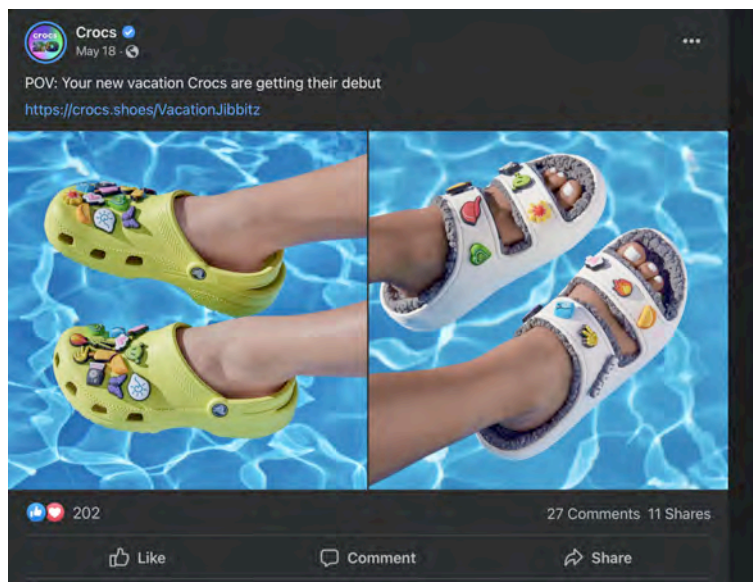 CROCS
Crocs
May 18 ·
POV: Your new vacation Crocs are getting their debut
https://crocs.shoes/VacationJibbitz
202
27 Comments 11 Shares
Like
Comment
Share